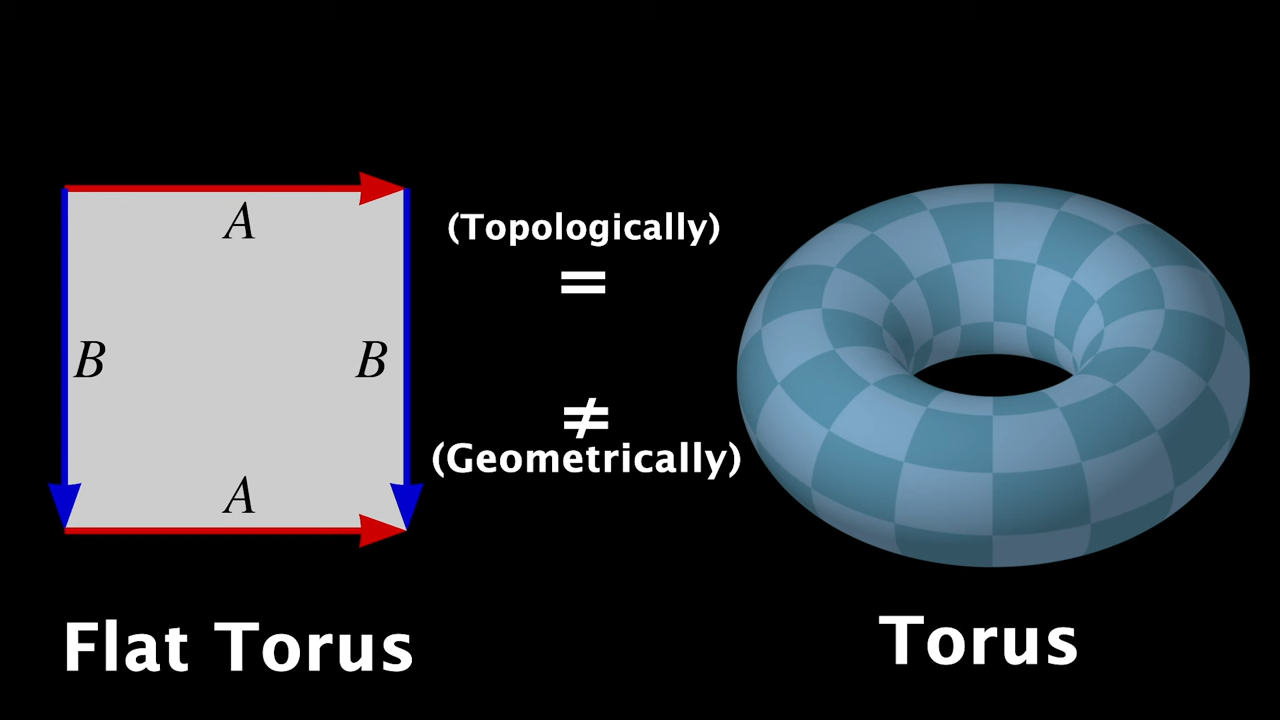 A
(Topologically)
=
B
B
≠
(Geometrically)
A
Flat Torus
Torus